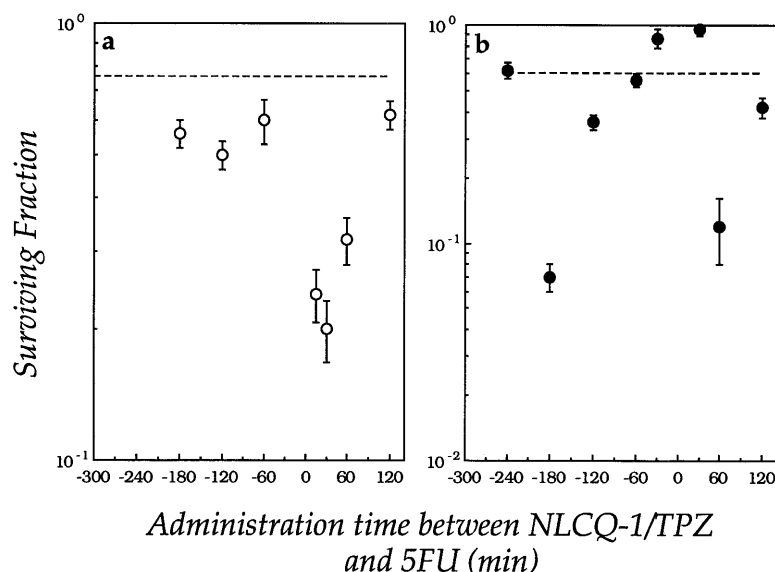 a
b
10⁰
10⁻¹
Surviving Fraction
-300 -240 -180 -120 -60 0 60 120
10⁰
10⁻¹
10⁻²
-300 -240 -180 -120 -60 0 60 120
Administration time between NLCQ-1/TPZ
and 5FU (min)